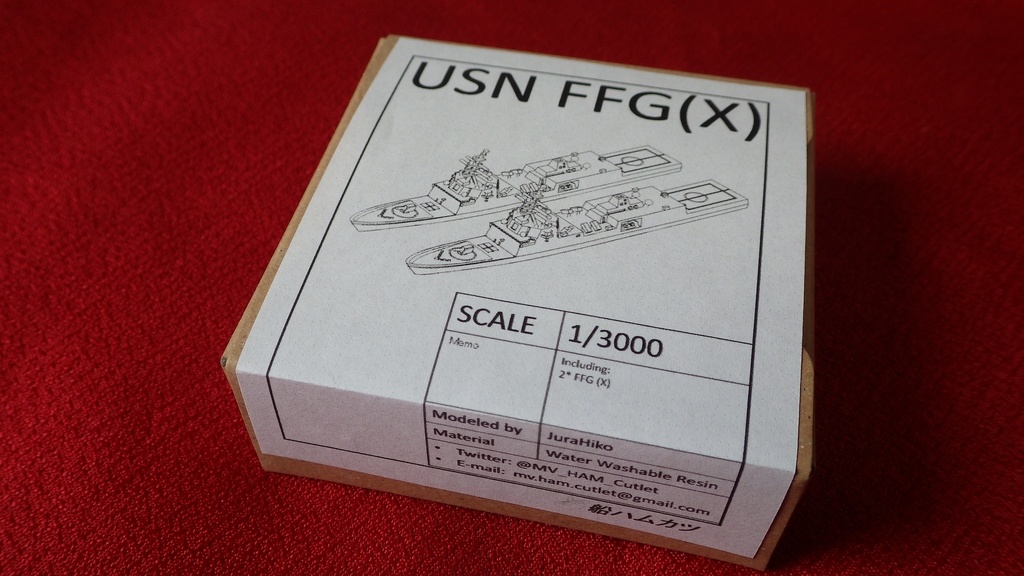 USN FFG(X)
SCALE 1/3000
Memo
Including:
2* FFG (X)
Modeled by JuraHiko
Material Water Washable Resin
• Twitter: @MV_HAM_Cutlet
• E-mail: mv.ham.cutlet@gmail.com
船ハムカツ